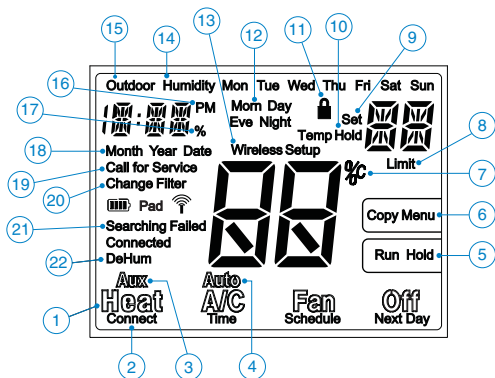 15 14 13 12 11 10 9
Outdoor Humidity Mon Tue Wed Thu Fri Sat Sun
16 PM Morn Day
Eve Night Set
17 % Temp Hold
18 Month Year Date Wireless Setup
19 Call for Service Limit 8
20 Change Filter °F/C 7
Pad Copy Menu 6
21 Searching Failed
Connected Run Hold 5
22 DeHum
Aux Auto
1 Heat A/C Fan Off
Connect Time Schedule Next Day
2 3 4